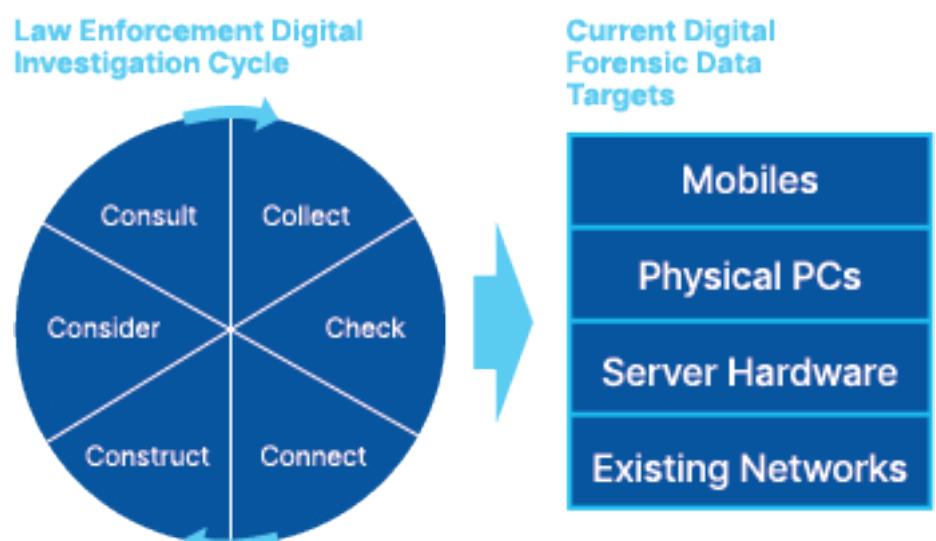 Law Enforcement Digital
Investigation Cycle
Consult
Collect
Consider
Check
Construct
Connect
Current Digital
Forensic Data
Targets
Mobiles
Physical PCs
Server Hardware
Existing Networks